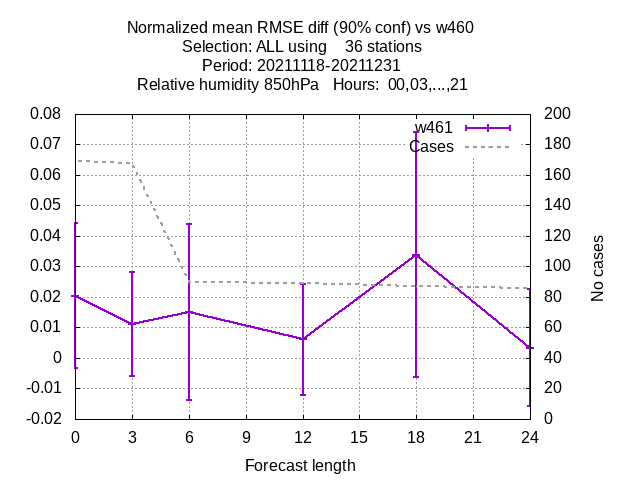 Normalized mean RMSE diff (90% conf) vs w460
Selection: ALL using    36 stations
Period: 20211118-20211231
Relative humidity 850hPa   Hours:  00,03,...,21
w461
Cases
0.08
0.07
0.06
0.05
0.04
0.03
0.02
0.01
0
-0.01
-0.02
200
180
160
140
120
100
80
60
40
20
0
No cases
0 3 6 9 12 15 18 21 24
Forecast length